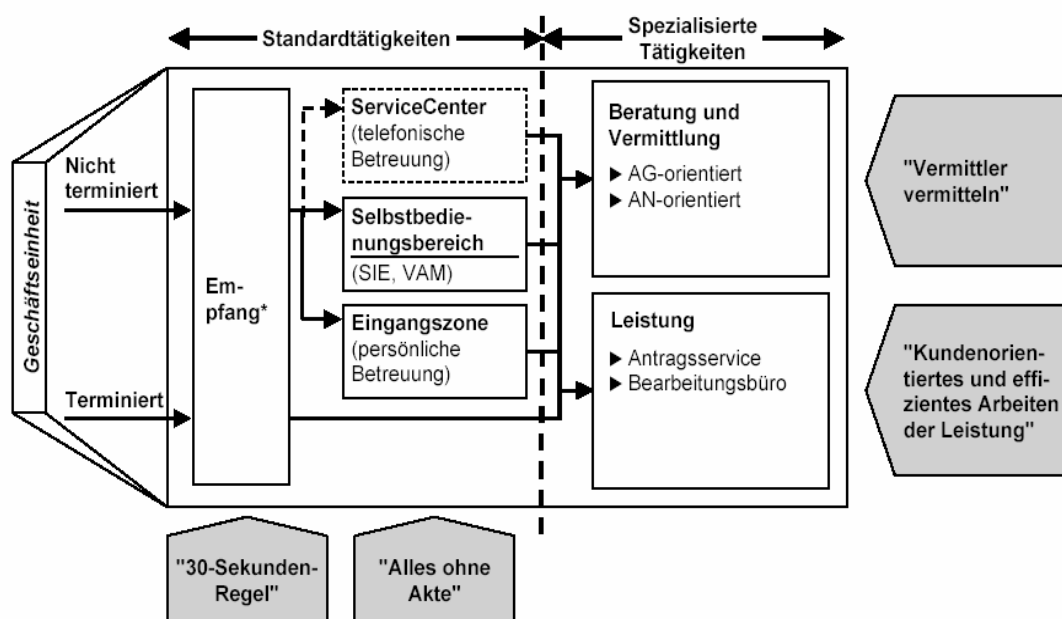 Standardtätigkeiten
Spezialisierte
Tätigkeiten
Geschäftseinheit
Nicht
terminiert
Terminiert
Em-
pfang*
ServiceCenter
(telefonische
Betreuung)
Selbstbedie-
nungsbereich
(SIE, VAM)
Eingangszone
(persönliche
Betreuung)
Beratung und
Vermittlung
▶ AG-orientiert
▶ AN-orientiert
Leistung
▶ Antragsservice
▶ Bearbeitungsbüro
"Vermittler
vermitteln"
"Kundenorien-
tiertes und effi-
zientes Arbeiten
der Leistung"
"30-Sekunden-
Regel"
"Alles ohne
Akte"